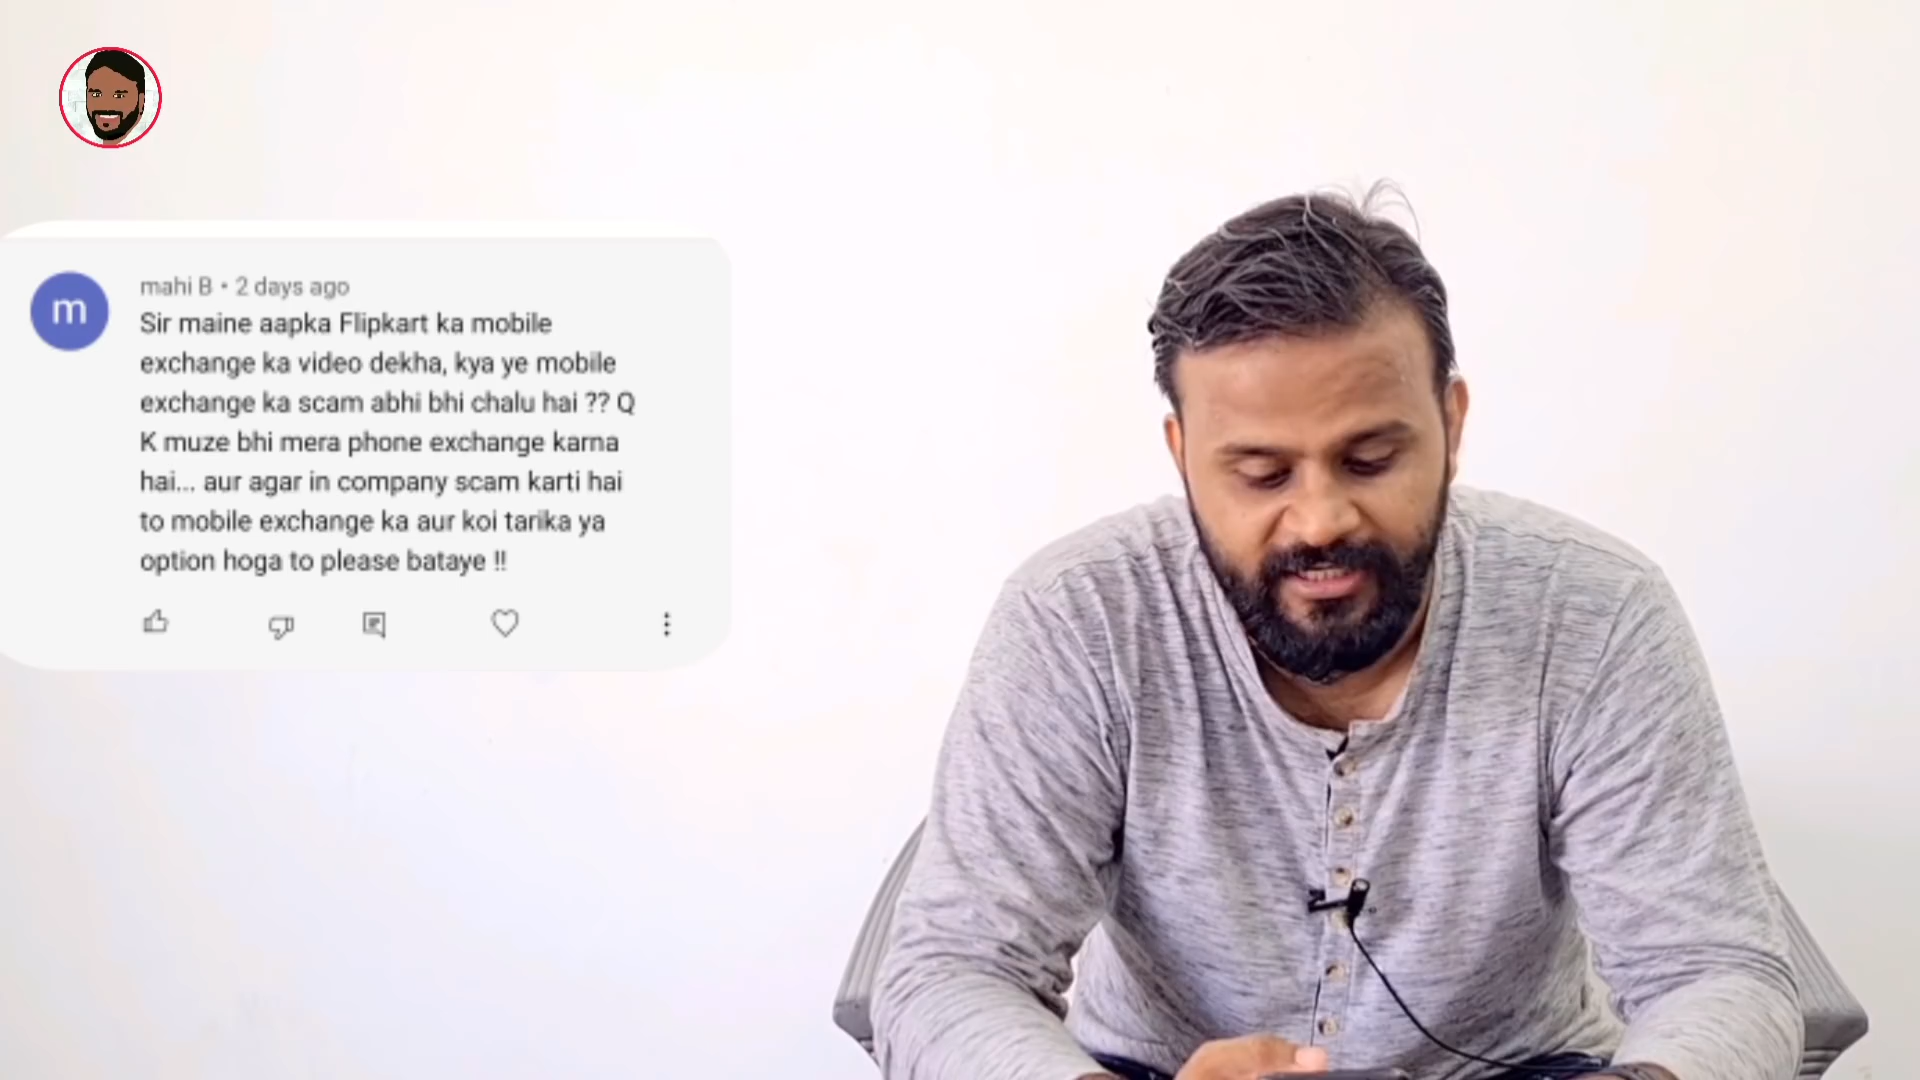 m
mahi B • 2 days ago
Sir maine aapka Flipkart ka mobile
exchange ka video dekha, kya ye mobile
exchange ka scam abhi bhi chalu hai ?? Q
K muze bhi mera phone exchange karna
hai... aur agar in company scam karti hai
to mobile exchange ka aur koi tarika ya
option hoga to please bataye !!